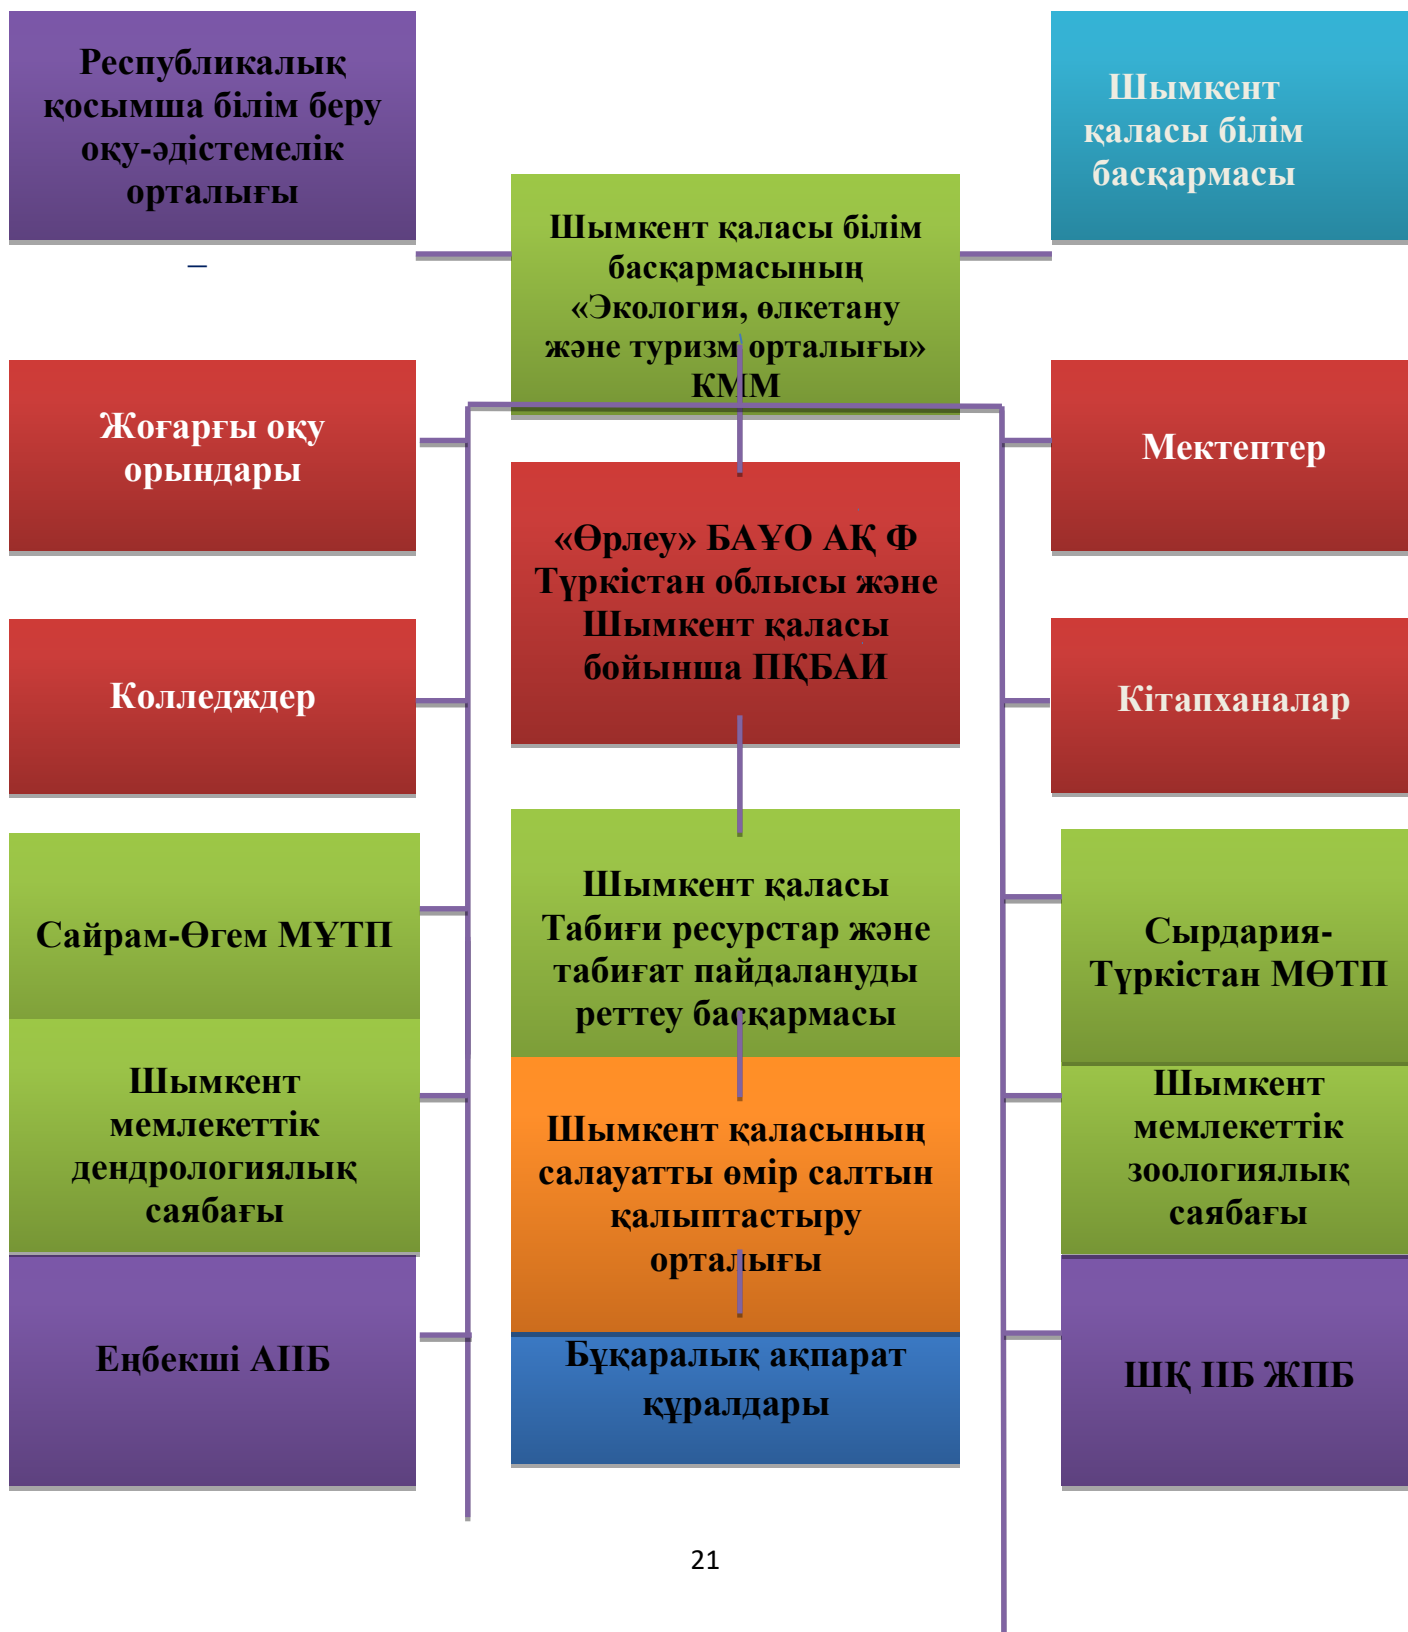 Республикалық
қосымша білім беру
оқу-әдістемелік
орталығы
Шымкент
қаласы білім
басқармасы
Шымкент қаласы білім
басқармасының
«Экология, өлкетану
және туризм орталығы»
КММ
Жоғарғы оқу
орындары
Мектептер
«Өрлеу» БАҰО АҚ Ф
Түркістан облысы және
Шымкент қаласы
бойынша ПҚБАИ
Колледждер
Кітапханалар
Сайрам-Өгем МҰТП
Шымкент қаласы
Табиғи ресурстар және
табиғат пайдалануды
реттеу басқармасы
Сырдария-
Түркістан МӨТП
Шымкент
мемлекеттік
дендрологиялық
саябағы
Шымкент қаласының
салауатты өмір салтын
қалыптастыру
орталығы
Шымкент
мемлекеттік
зоологиялық
саябағы
Еңбекші АІІБ
Бұқаралық ақпарат
құралдары
ШҚ ІІБ ЖПБ
21